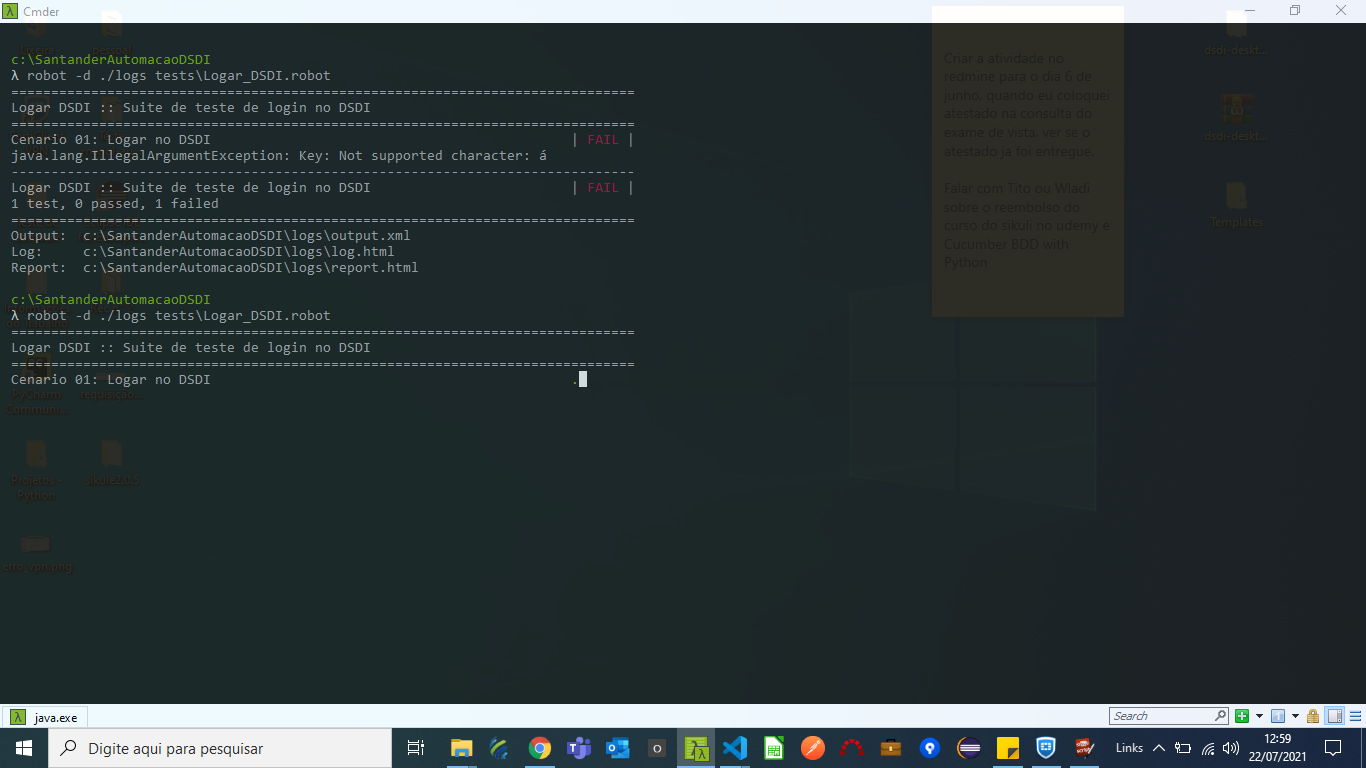 Cmder
c:\SantanderAutomacaoDSDI
λ robot -d ./logs tests\Logar_DSDI.robot
==============================================================================
Logar DSDI :: Suite de teste de login no DSDI
==============================================================================
Cenario 01: Logar no DSDI | FAIL |
java.lang.IllegalArgumentException: Key: Not supported character: á
------------------------------------------------------------------------------
Logar DSDI :: Suite de teste de login no DSDI | FAIL |
1 test, 0 passed, 1 failed
==============================================================================
Output: c:\SantanderAutomacaoDSDI\logs\output.xml
Log: c:\SantanderAutomacaoDSDI\logs\log.html
Report: c:\SantanderAutomacaoDSDI\logs\report.html
c:\SantanderAutomacaoDSDI
λ robot -d ./logs tests\Logar_DSDI.robot
==============================================================================
Logar DSDI :: Suite de teste de login no DSDI
==============================================================================
Cenario 01: Logar no DSDI .
Criar a atividade no
redmine para o dia 6 de
junho, quando eu coloquei
atestado na consulta do
exame de vista, ver se o
atestado ja foi entregue.
Falar com Tito ou Wladi
sobre o reembolso do
curso do sikuli no udemy e
Cucumber BDD with
Python
dsdi-deskt...
dsdi-deskt...
Templates
pessoal
PyCharm
Communi...
requisicao...
Projetos -
Python
λ java.exe
Search
Digite aqui para pesquisar
Links
12:59
22/07/2021